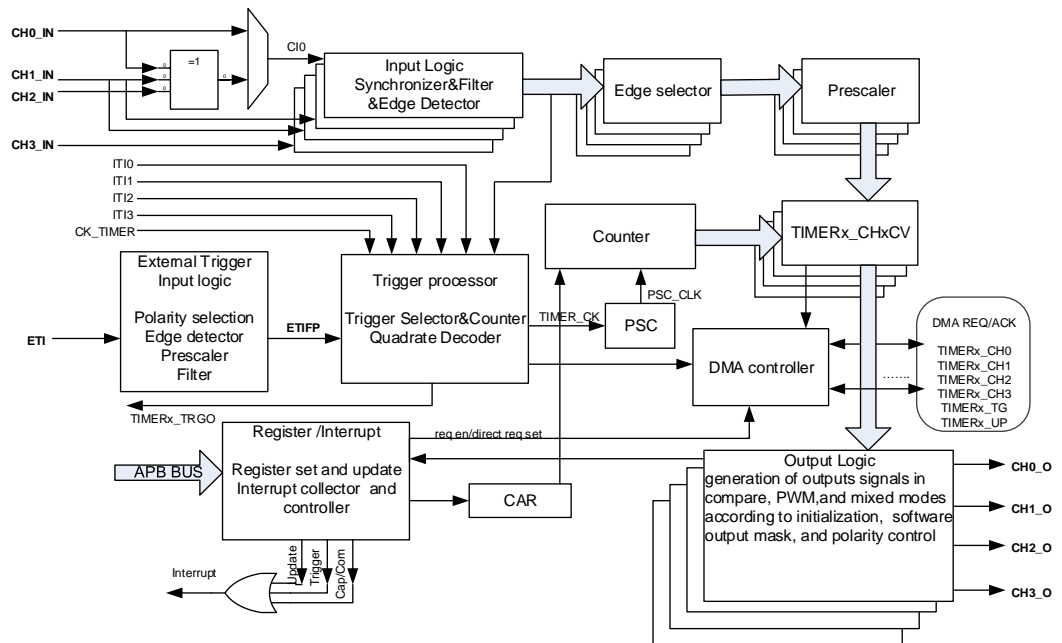 CH0_IN
=1
CI0
CH1_IN
CH2_IN
CH3_IN
Input Logic
Synchronizer&Filter
&Edge Detector
Edge selector
Prescaler
ITI0
ITI1
ITI2
ITI3
CK_TIMER
Counter
TIMERx_CHxCV
External Trigger
Input logic
Polarity selection
Edge detector
Prescaler
Filter
ETI
ETIFP
Trigger processor
Trigger Selector&Counter
Quadrate Decoder
TIMER_CK
PSC
PSC_CLK
DMA controller
DMA REQ/ACK
TIMERx_CH0
TIMERx_CH1
TIMERx_CH2
TIMERx_CH3
TIMERx_TG
TIMERx_UP
.......
TIMERx_TRGO
Register /Interrupt
Register set and update
Interrupt collector and
controller
req en/direct req set
APB BUS
CAR
Output Logic
generation of outputs signals in
compare, PWM,and mixed modes
according to initialization, software
output mask, and polarity control
CH0_O
CH1_O
CH2_O
CH3_O
Update
Trigger
Cap/Com
Interrupt